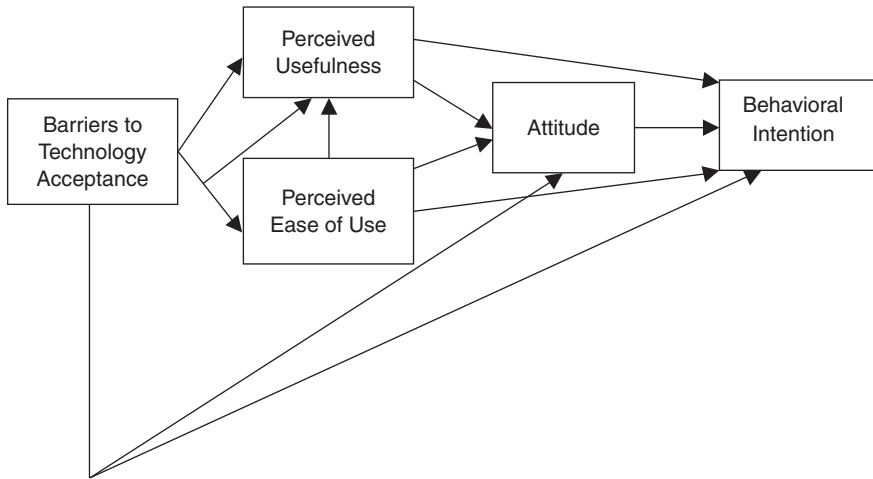 Barriers to
Technology
Acceptance
Perceived
Usefulness
Perceived
Ease of Use
Attitude
Behavioral
Intention